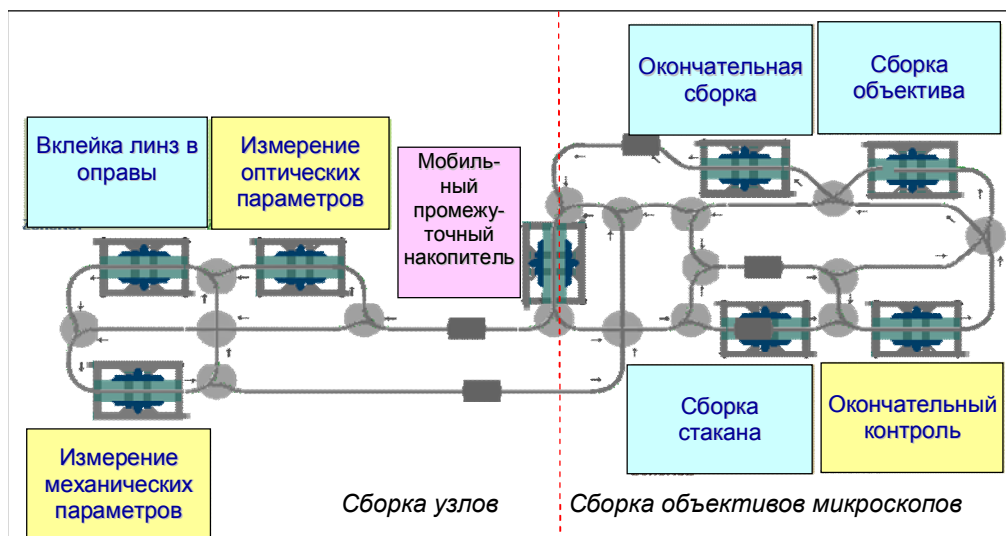 Окончательная
сборка
Сборка
объектива
Вклейка линз в
оправы
Измерение
оптических
параметров
Мобиль-
ный
промежу-
точный
накопитель
Сборка
стакана
Окончательный
контроль
Измерение
механических
параметров
Сборка узлов
Сборка объективов микроскопов